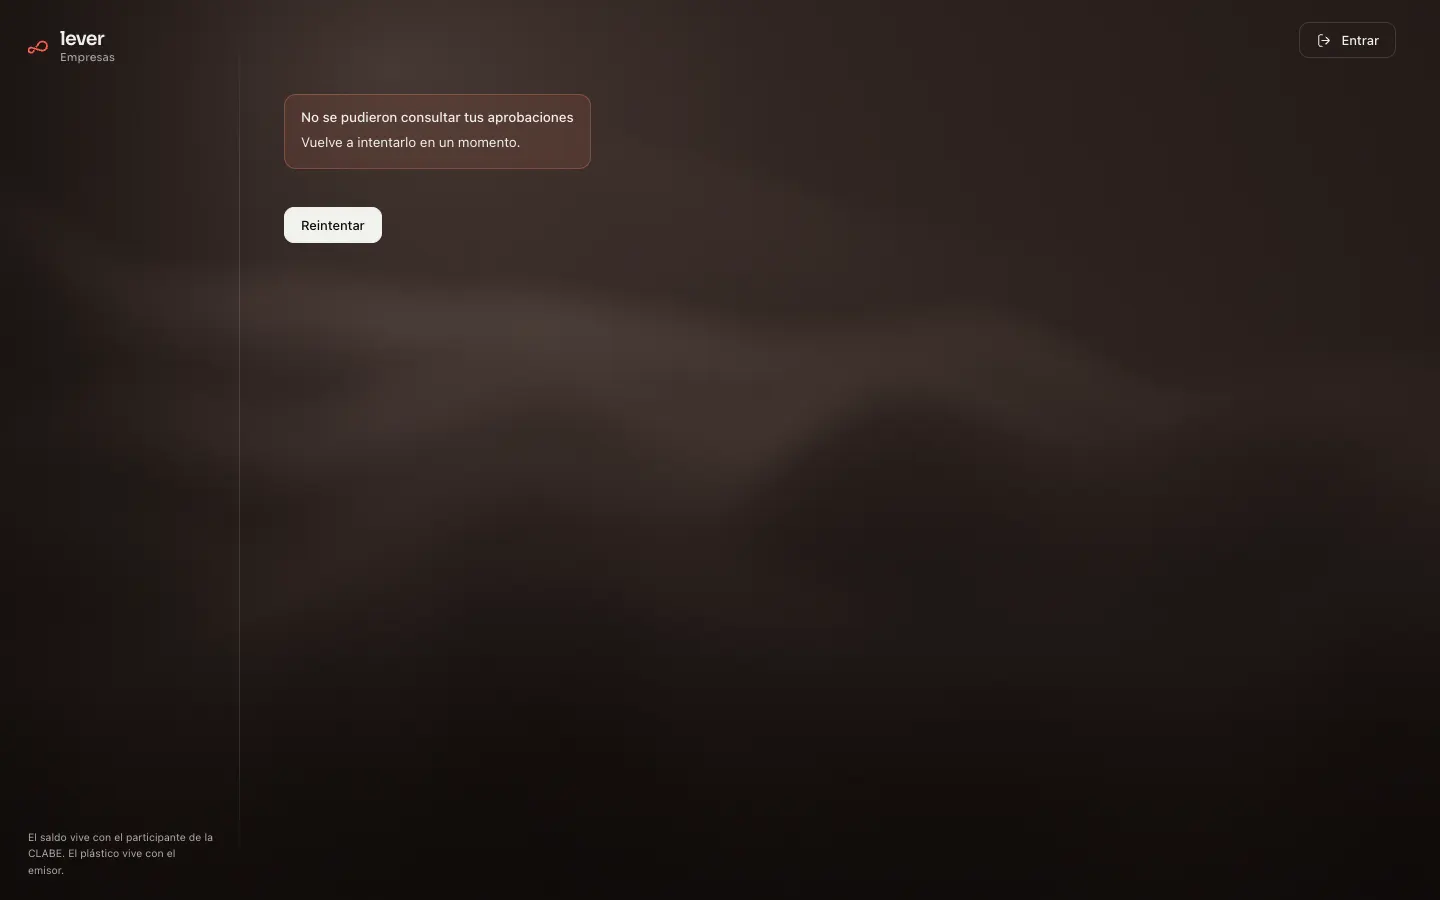 lever
Empresas
Entrar
No se pudieron consultar tus aprobaciones
Vuelve a intentarlo en un momento.
Reintentar
El saldo vive con el participante de la
CLABE. El plástico vive con el
emisor.